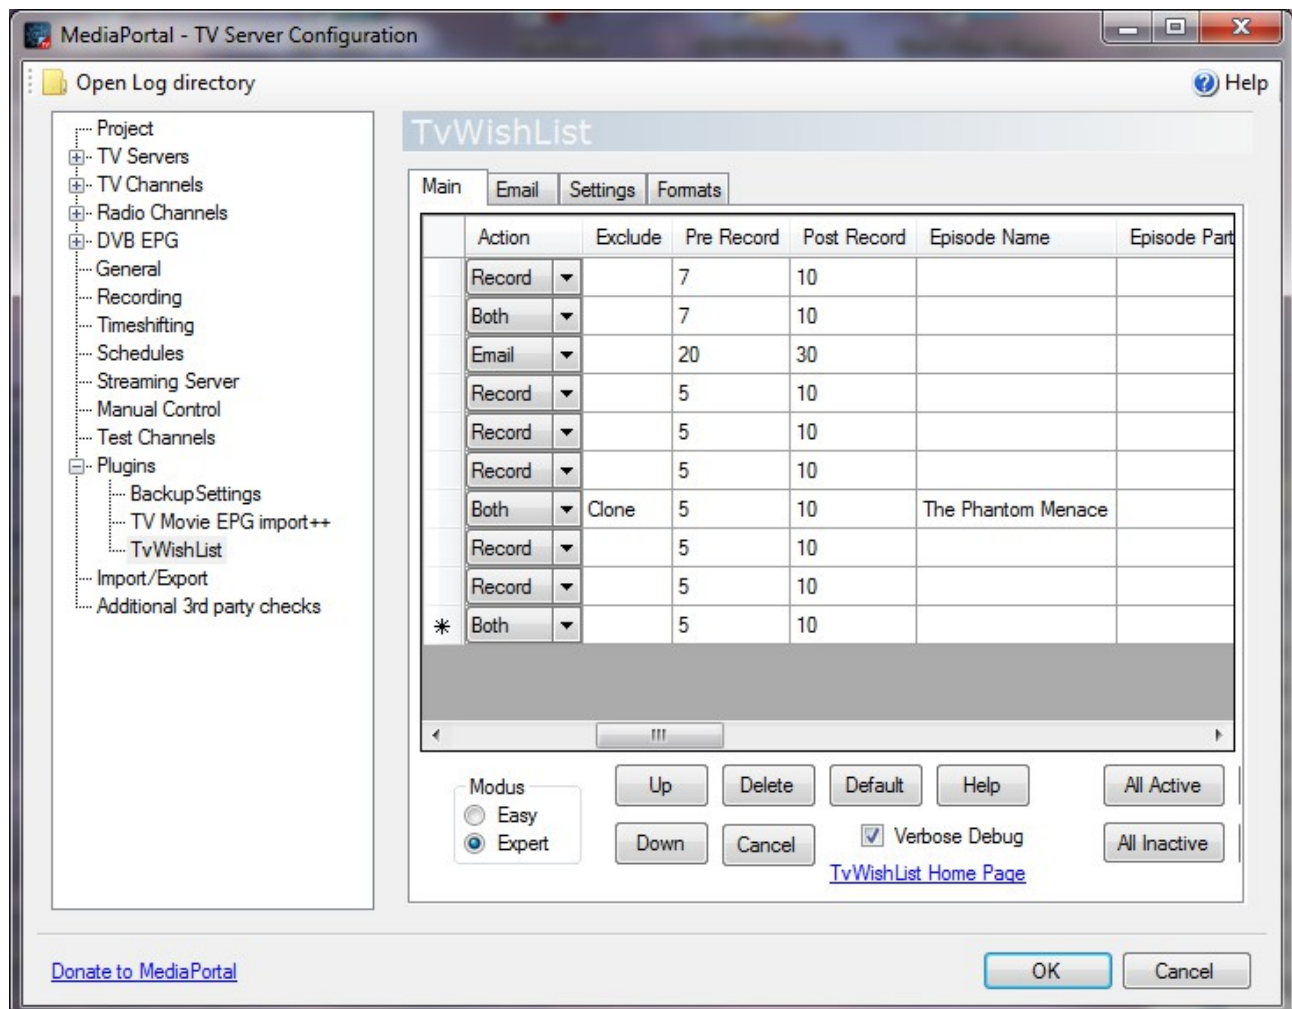 MediaPortal - TV Server Configuration
Open Log directory
Help
Project
TV Servers
TV Channels
Radio Channels
DVB EPG
General
Recording
Timeshifting
Schedules
Streaming Server
Manual Control
Test Channels
Plugins
BackupSettings
TV Movie EPG import++
TvWishList
Import/Export
Additional 3rd party checks
TvWishList
Main Email Settings Formats
Action Exclude Pre Record Post Record Episode Name Episode Part
Record 7 10
Both 7 10
Email 20 30
Record 5 10
Record 5 10
Record 5 10
Both Clone 5 10 The Phantom Menace
Record 5 10
Record 5 10
* Both 5 10
Modus
Easy
Expert
Up Delete Default Help All Active
Down Cancel Verbose Debug All Inactive
TvWishList Home Page
Donate to MediaPortal
OK Cancel